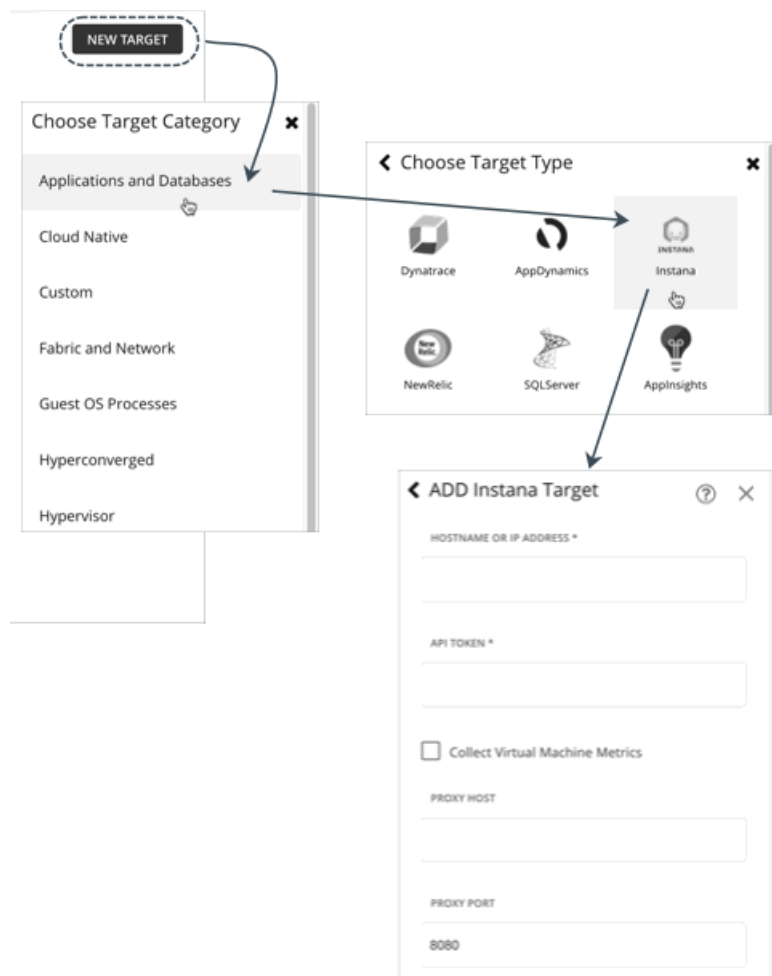 NEW TARGET
Choose Target Category
Applications and Databases
Cloud Native
Custom
Fabric and Network
Guest OS Processes
Hyperconverged
Hypervisor
Choose Target Type
INSTANA
Dynatrace AppDynamics Instana
New Relic
NewRelic SQLServer AppInsights
ADD Instana Target
HOSTNAME OR IP ADDRESS *
API TOKEN *
Collect Virtual Machine Metrics
PROXY HOST
PROXY PORT
8080